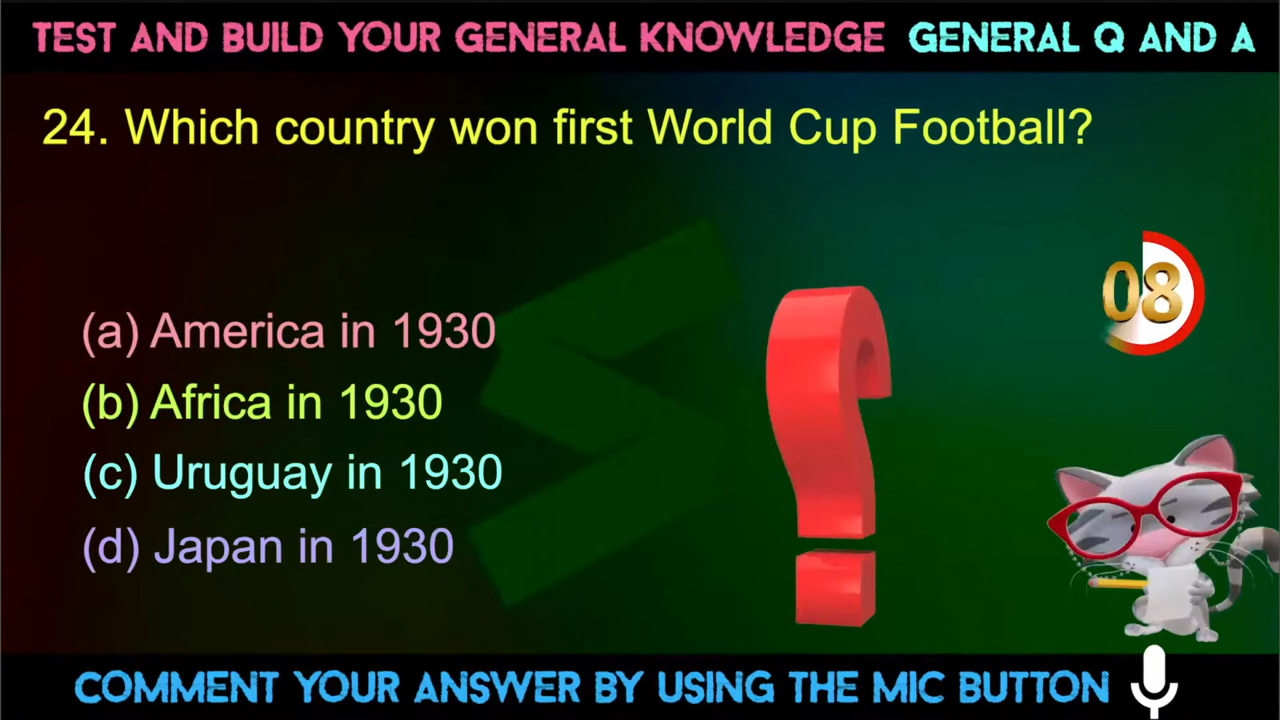 TEST AND BUILD YOUR GENERAL KNOWLEDGE GENERAL Q AND A
24. Which country won first World Cup Football?
08
(a) America in 1930
(b) Africa in 1930
(c) Uruguay in 1930
(d) Japan in 1930
COMMENT YOUR ANSWER BY USING THE MIC BUTTON